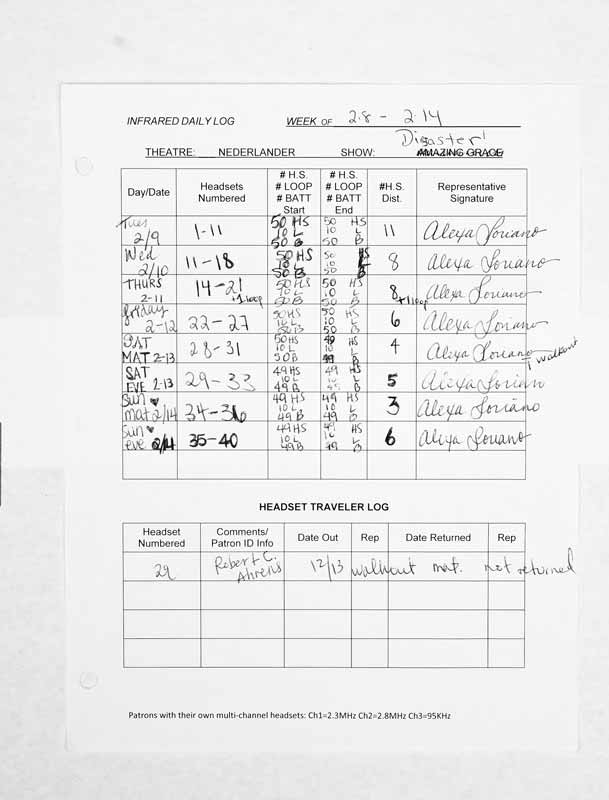 INFRARED DAILY LOG WEEK OF 2.8 - 2.14
Disaster!
THEATRE: NEDERLANDER SHOW: AMAZING GRACE
Day/Date Headsets Numbered # H.S. # LOOP # BATT Start # H.S. # LOOP # BATT End #H.S. Dist. Representative Signature
Tues 2/9 1-11 50 HS 10 L 50 B 50 HS 10 L 50 B 11 Alexa Soriano
Wed 2/10 11-18 50 HS 10 L 50 B 50 HS 10 L 50 B 8 Alexa Soriano
THURS 2-11 14-21 +1 loop 50 HS 10 L 50 B 50 HS 10 L 50 B 8 +1 loop Alexa Soriano
friday 2-12 22-27 50 HS 10 L 50 B 50 HS 10 L 50 B 6 Alexa Soriano
SAT MAT 2-13 28-31 50 HS 10 L 50 B 49 HS 10 L 49 B 4 Alexa Soriano 1 walkout
SAT EVE 2-13 29-33 49 HS 10 L 49 B 49 HS L B 5 Alexa Soriano
Sun mat 2/14 34-36 49 HS 10 L 49 B 49 HS 10 L 49 B 3 Alexa Soriano
Sun eve 2/14 35-40 49 HS 10 L 49 B 49 HS 10 L 49 B 6 Alexa Soriano
HEADSET TRAVELER LOG
Headset Numbered Comments/ Patron ID Info Date Out Rep Date Returned Rep
29 Robert C. Ahrens 12/13 walkout mat. not returned
Patrons with their own multi-channel headsets: Ch1=2.3MHz Ch2=2.8MHz Ch3=95KHz